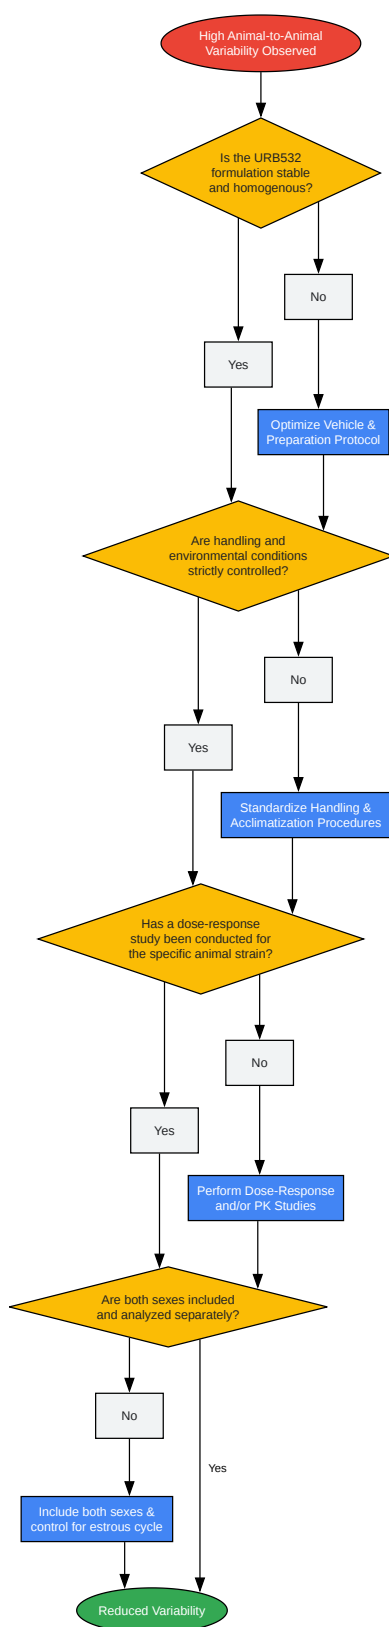 High Animal-to-Animal
Variability Observed
Is the URB532
formulation stable
and homogenous?
No
Yes
Optimize Vehicle &
Preparation Protocol
Are handling and
environmental conditions
strictly controlled?
No
Yes
Standardize Handling &
Acclimatization Procedures
Has a dose-response
study been conducted for
the specific animal strain?
No
Yes
Perform Dose-Response
and/or PK Studies
Are both sexes included
and analyzed separately?
No
Yes
Include both sexes &
control for estrous cycle
Reduced Variability